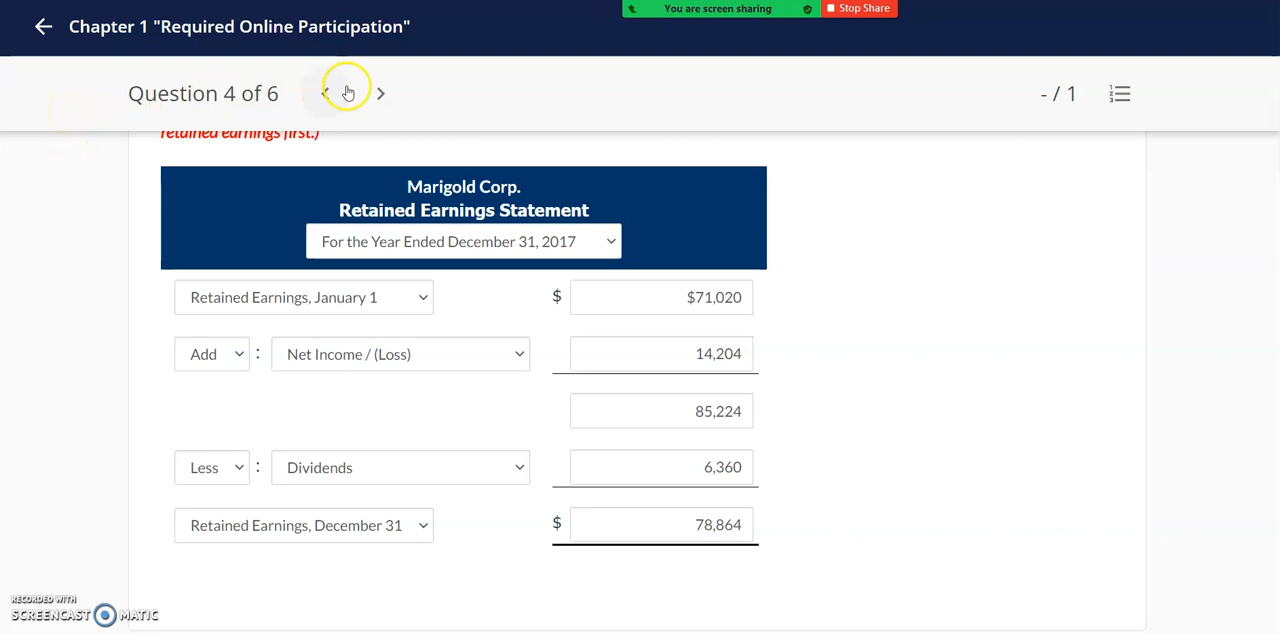 You are screen sharing Stop Share
Chapter 1 "Required Online Participation"
Question 4 of 6 - / 1
retained earnings first.)
Marigold Corp.
Retained Earnings Statement
For the Year Ended December 31, 2017
Retained Earnings, January 1 $ $71,020
Add : Net Income / (Loss) 14,204
85,224
Less : Dividends 6,360
Retained Earnings, December 31 $ 78,864
RECORDED WITH
SCREENCAST MATIC